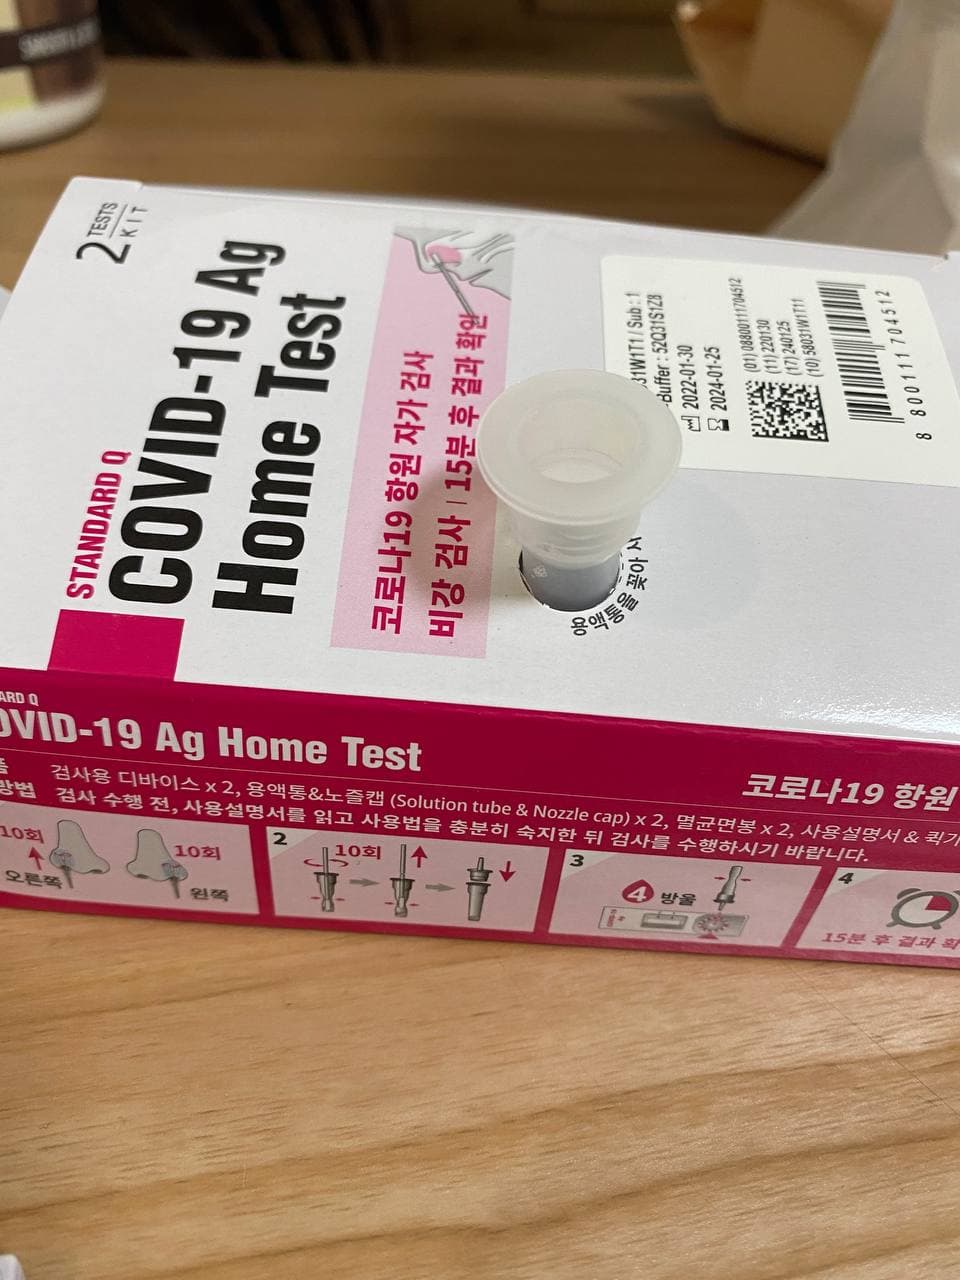 2 TESTS
KIT
STANDARD Q
COVID-19 Ag
Home Test
코로나19 항원 자가 검사
비강 검사 | 15분 후 결과 확인
31W1T1 / Sub : 1
Buffer : 52Q31S1Z8
2022-01-30
2024-01-25
(01) 08800111704512
(11) 220130
(17) 240125
(10) 58031W1T11
8 800111 704512
용액통을 꽂아
ARD Q
OVID-19 Ag Home Test
코로나19 항원
검사용 디바이스 x 2, 용액통&노즐캡 (Solution tube & Nozzle cap) x 2, 멸균면봉 x 2, 사용설명서 & 퀵가
방법 검사 수행 전, 사용설명서를 읽고 사용법을 충분히 숙지한 뒤 검사를 수행하시기 바랍니다.
10회
10회
오른쪽
왼쪽
2
10회
3
4 방울
4
15분 후 결과 확